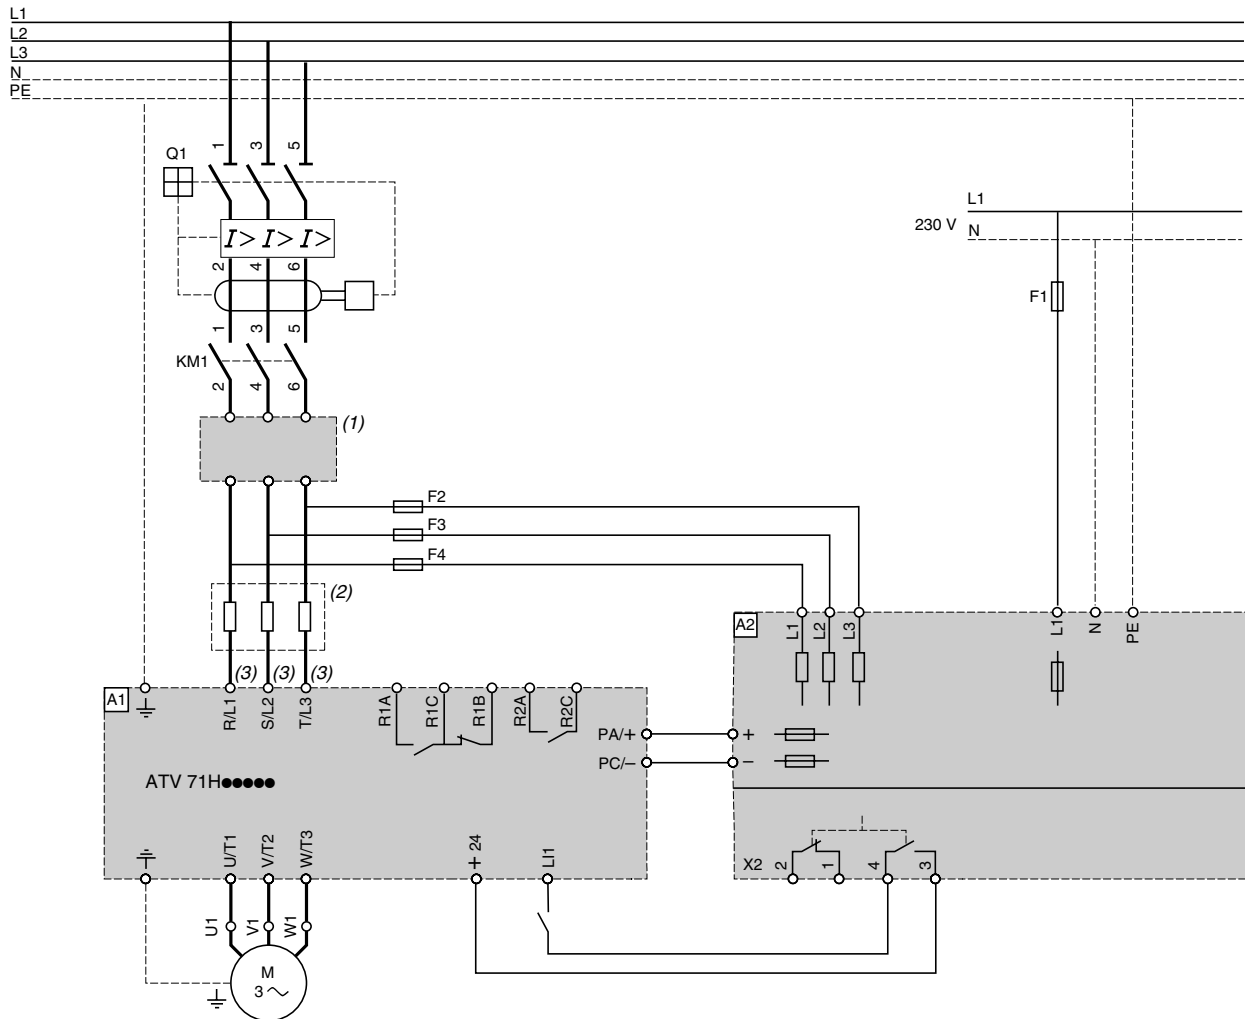 L1
L2
L3
N
PE
Q1
1
3
5
I> I> I>
2
4
6
L1
230 V
N
F1
1
3
5
KM1
2
4
6
(1)
F2
F3
F4
(2)
(3) (3) (3)
A1
R/L1
S/L2
T/L3
R1A
R1C
R1B
R2A
R2C
A2
L1
L2
L3
L1
N
PE
PA/+
+
PC/–
–
ATV 71H●●●●●
U/T1
V/T2
W/T3
+ 24
LI1
X2
2
1
4
3
U1
V1
W1
M
3